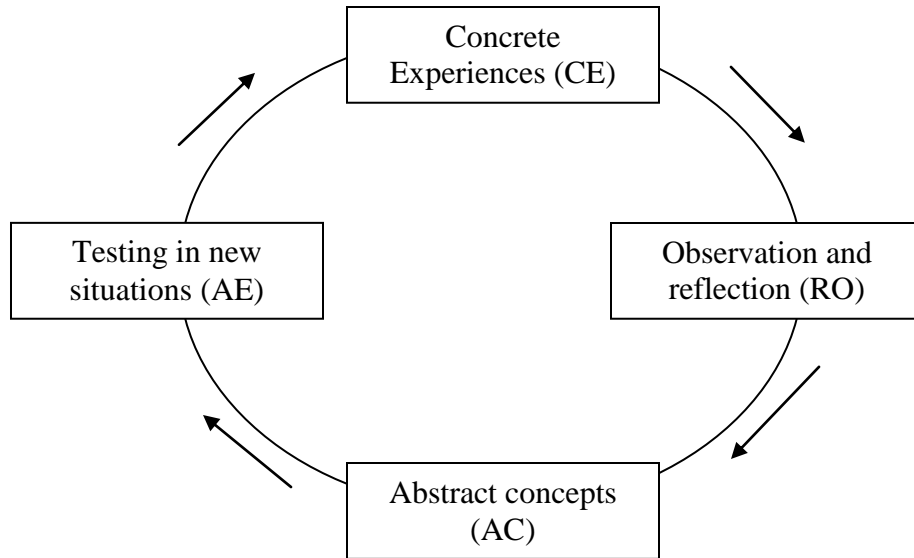 Concrete
Experiences (CE)
Testing in new
situations (AE)
Observation and
reflection (RO)
Abstract concepts
(AC)